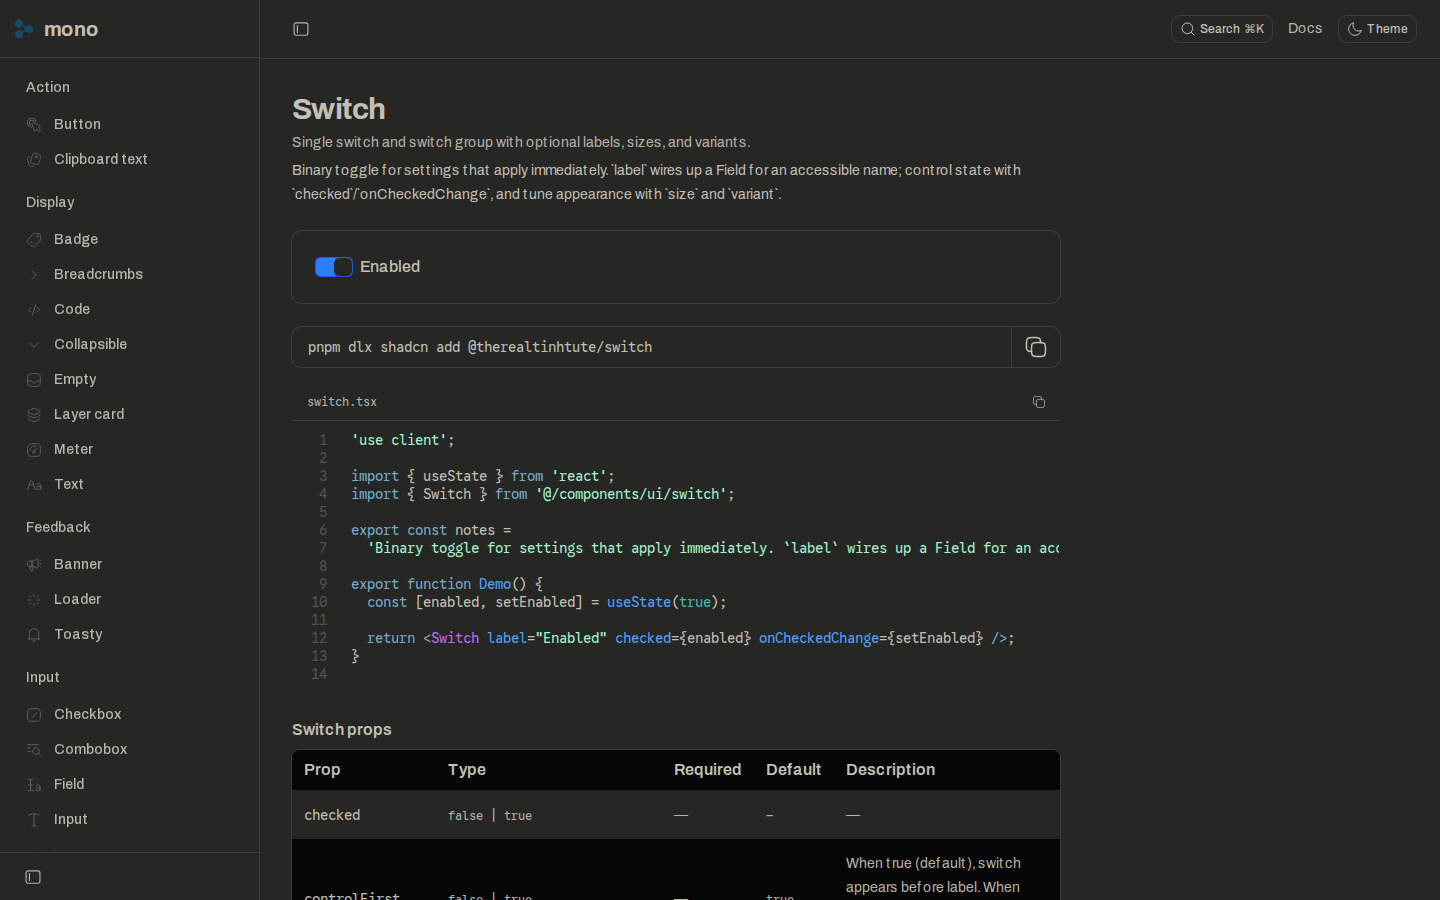 mono
Search ⌘K
Docs
Theme
Action
Button
Clipboard text
Display
Badge
Breadcrumbs
Code
Collapsible
Empty
Layer card
Meter
Text
Feedback
Banner
Loader
Toasty
Input
Checkbox
Combobox
Field
Input
Switch
Single switch and switch group with optional labels, sizes, and variants.
Binary toggle for settings that apply immediately. `label` wires up a Field for an accessible name; control state with
`checked`/`onCheckedChange`, and tune appearance with `size` and `variant`.
Enabled
pnpm dlx shadcn add @therealtinhtute/switch
switch.tsx
1 'use client';
2
3 import { useState } from 'react';
4 import { Switch } from '@/components/ui/switch';
5
6 export const notes =
7 'Binary toggle for settings that apply immediately. `label` wires up a Field for an acc
8
9 export function Demo() {
10 const [enabled, setEnabled] = useState(true);
11
12 return <Switch label="Enabled" checked={enabled} onCheckedChange={setEnabled} />;
13 }
14
Switch props
Prop Type Required Default Description
checked false | true — – —
When true (default), switch
appears before label. When
controlFirst false | true — true